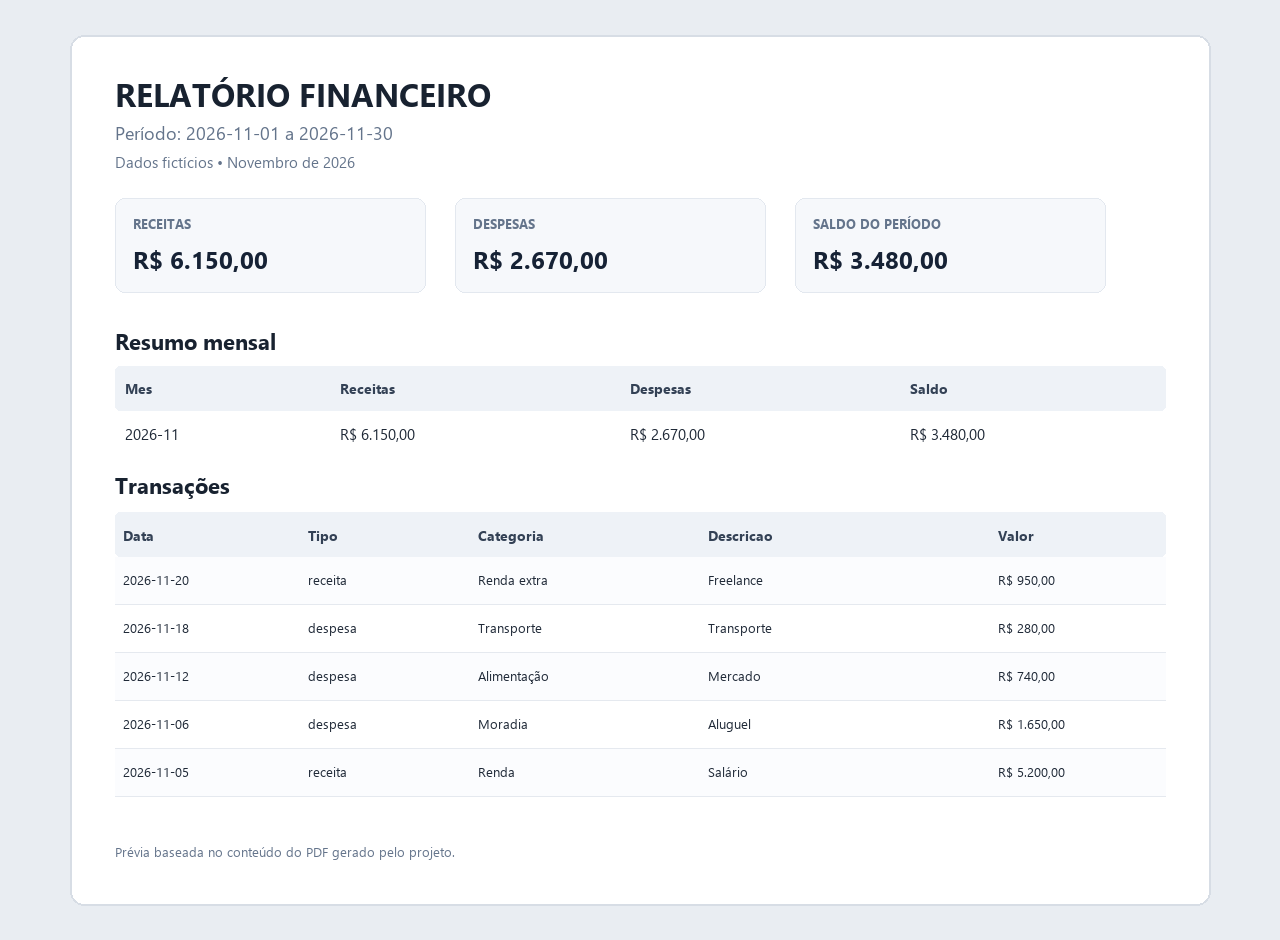 RELATÓRIO FINANCEIRO
Período: 2026-11-01 a 2026-11-30
Dados fictícios • Novembro de 2026
RECEITAS DESPESAS SALDO DO PERÍODO
R$ 6.150,00 R$ 2.670,00 R$ 3.480,00
Resumo mensal
Mes Receitas Despesas Saldo
2026-11 R$ 6.150,00 R$ 2.670,00 R$ 3.480,00
Transações
Data Tipo Categoria Descricao Valor
2026-11-20 receita Renda extra Freelance R$ 950,00
2026-11-18 despesa Transporte Transporte R$ 280,00
2026-11-12 despesa Alimentação Mercado R$ 740,00
2026-11-06 despesa Moradia Aluguel R$ 1.650,00
2026-11-05 receita Renda Salário R$ 5.200,00
Prévia baseada no conteúdo do PDF gerado pelo projeto.